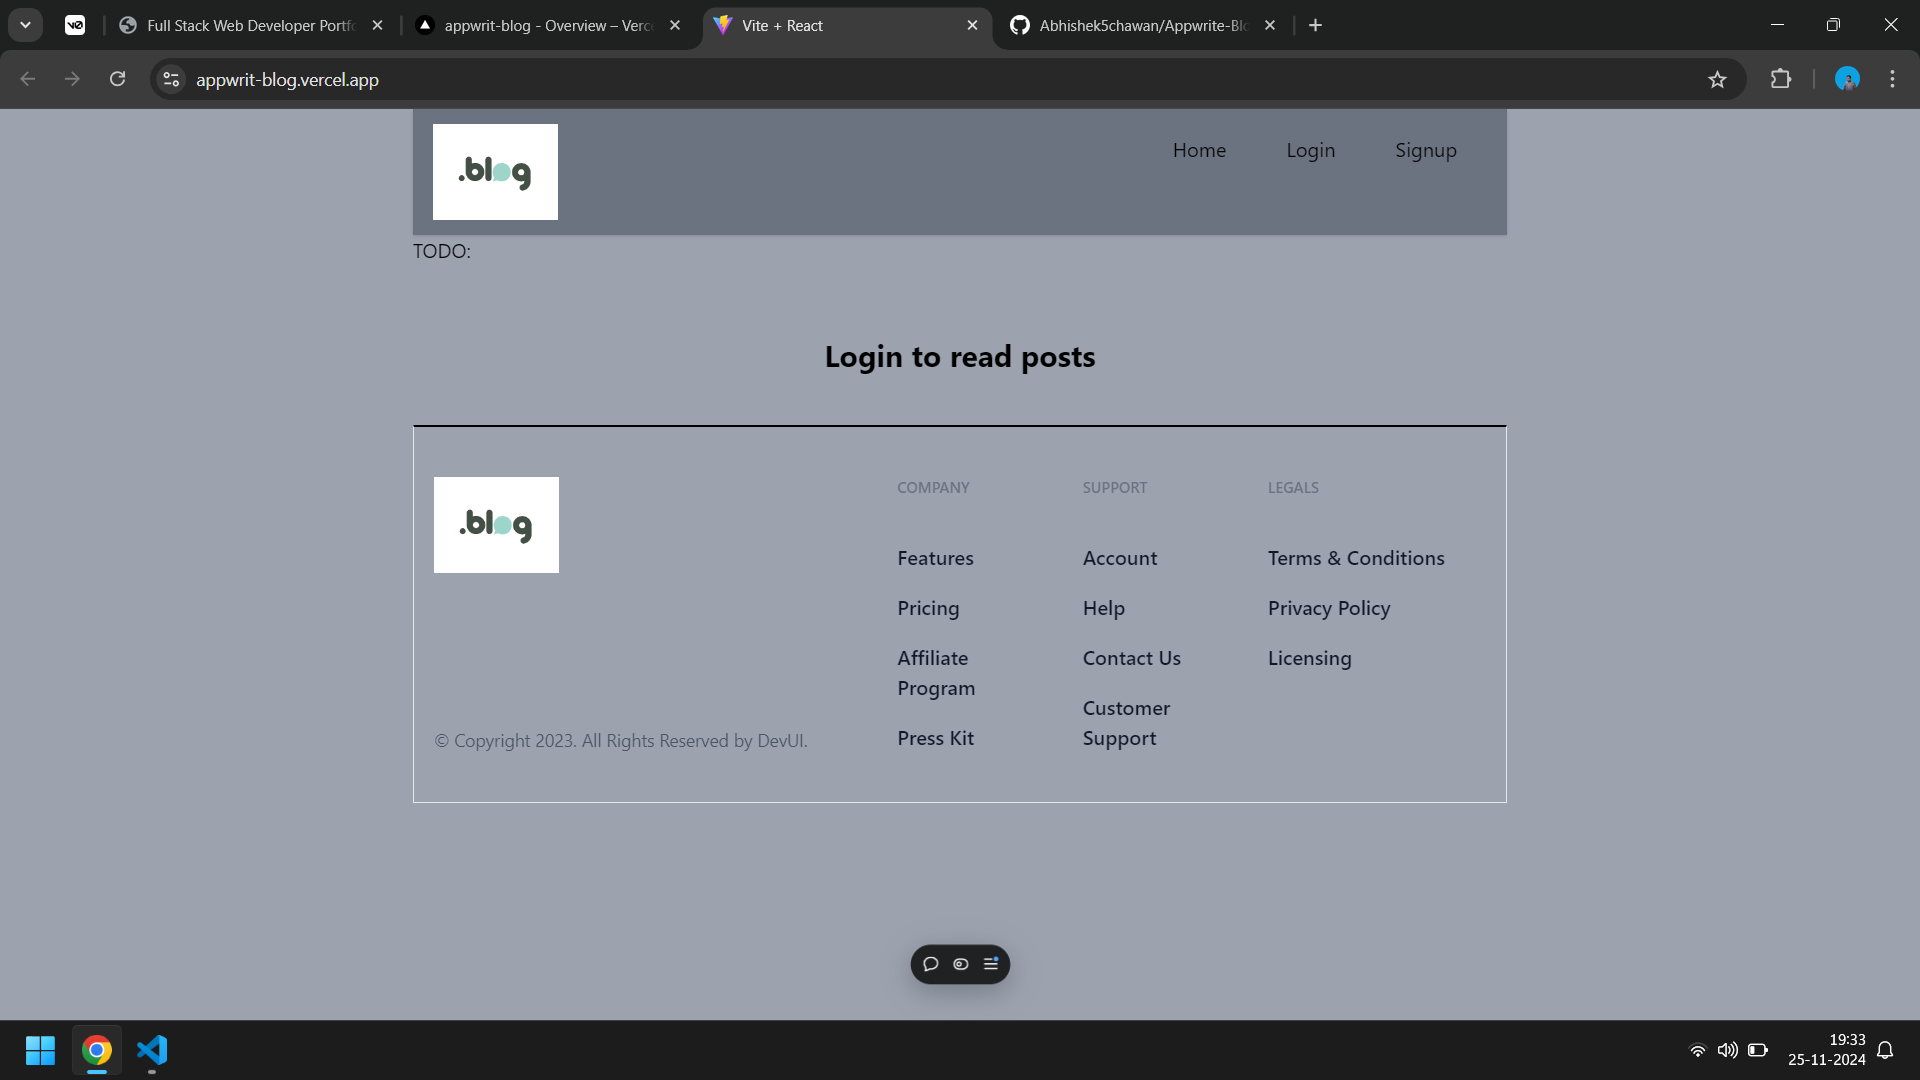 Full Stack Web Developer Portfo
appwrit-blog - Overview – Verce
Vite + React
Abhishek5chawan/Appwrite-Blo
appwrit-blog.vercel.app
.blog
Home
Login
Signup
TODO:
Login to read posts
.blog
COMPANY
SUPPORT
LEGALS
Features
Account
Terms & Conditions
Pricing
Help
Privacy Policy
Affiliate
Program
Contact Us
Licensing
Customer
Support
Press Kit
© Copyright 2023. All Rights Reserved by DevUI.
19:33
25-11-2024